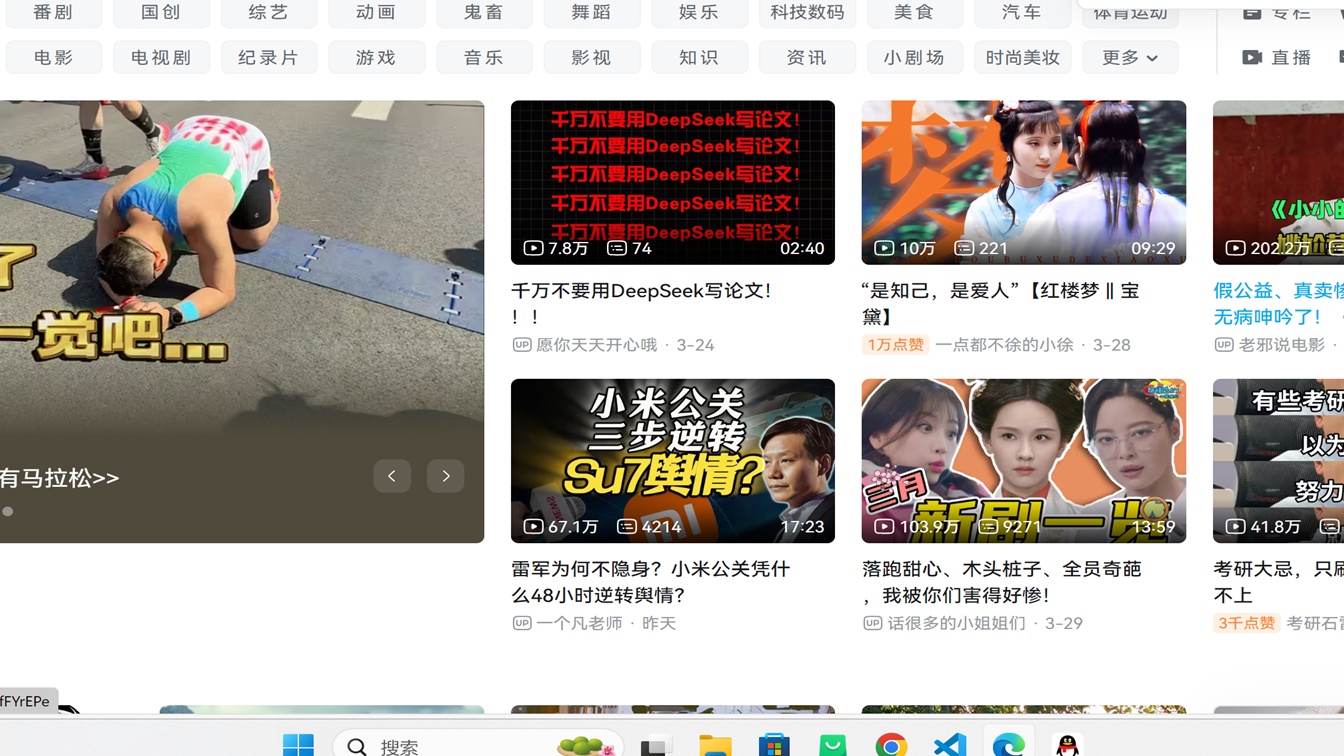 番剧 国创 综艺 动画 鬼畜 舞蹈 娱乐 科技数码 美食 汽车 体育运动 专栏
电影 电视剧 纪录片 游戏 音乐 影视 知识 资讯 小剧场 时尚美妆 更多 直播
了
一觉吧...
有马拉松>>
千万不要用DeepSeek写论文!
千万不要用DeepSeek写论文!
千万不要用DeepSeek写论文!
千万不要用DeepSeek写论文!
千万不要用DeepSeek写论文!
7.8万 74 02:40
千万不要用DeepSeek写论文!
! !
UP 愿你天天开心哦 · 3-24
梦
10万 221 09:29
“是知己，是爱人”【红楼梦 ‖ 宝
黛】
1万点赞 一点都不徐的小徐 · 3-28
《小小的
202.2万
假公益、真卖惨
无病呻吟了!
UP 老邪说电影 ·
小米公关
三步逆转
Su7舆情?
NEWS
67.1万 4214 17:23
雷军为何不隐身？小米公关凭什
么48小时逆转舆情?
UP 一个凡老师 · 昨天
三月
新剧一览
103.9万 9271 13:59
落跑甜心、木头桩子、全员奇葩
，我被你们害得好惨!
UP 话很多的小姐姐们 · 3-29
有些考研
以为
努力
41.8万
考研大忌，只刷
不上
3千点赞 考研石雷
fFYrEPe
搜索